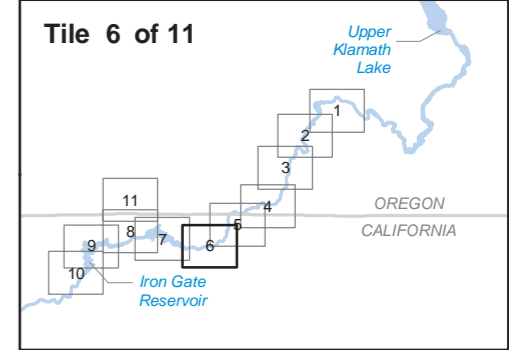 Tile 6 of 11
Upper
Klamath
Lake
1
2
3
4
OREGON
11
5
CALIFORNIA
8
7
6
9
10
Iron Gate
Reservoir